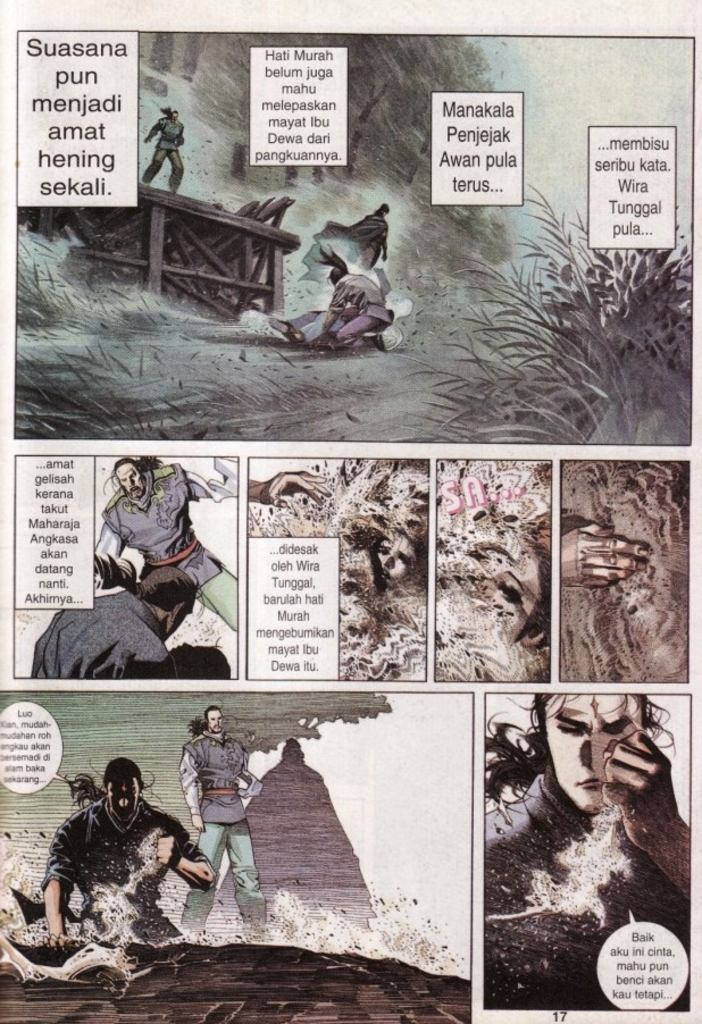 Suasana
pun
menjadi
amat
hening
sekali.
Hati Murah
belum juga
mahu
melepaskan
mayat Ibu
Dewa dari
pangkuannya.
Manakala
Penjejak
Awan pula
terus...
...membisu
seribu kata.
Wira
Tunggal
pula...
...amat
gelisah
kerana
takut
Maharaja
Angkasa
akan
datang
nanti.
Akhirnya...
...didesak
oleh Wira
Tunggal,
barulah hati
Murah
mengebumikan
mayat Ibu
Dewa itu.
SA....
Luo
Xian, mudah-
mudahan roh
engkau akan
bersemadi di
alam baka
sekarang...
Baik
aku ini cinta,
mahu pun
benci akan
kau tetapi...
17